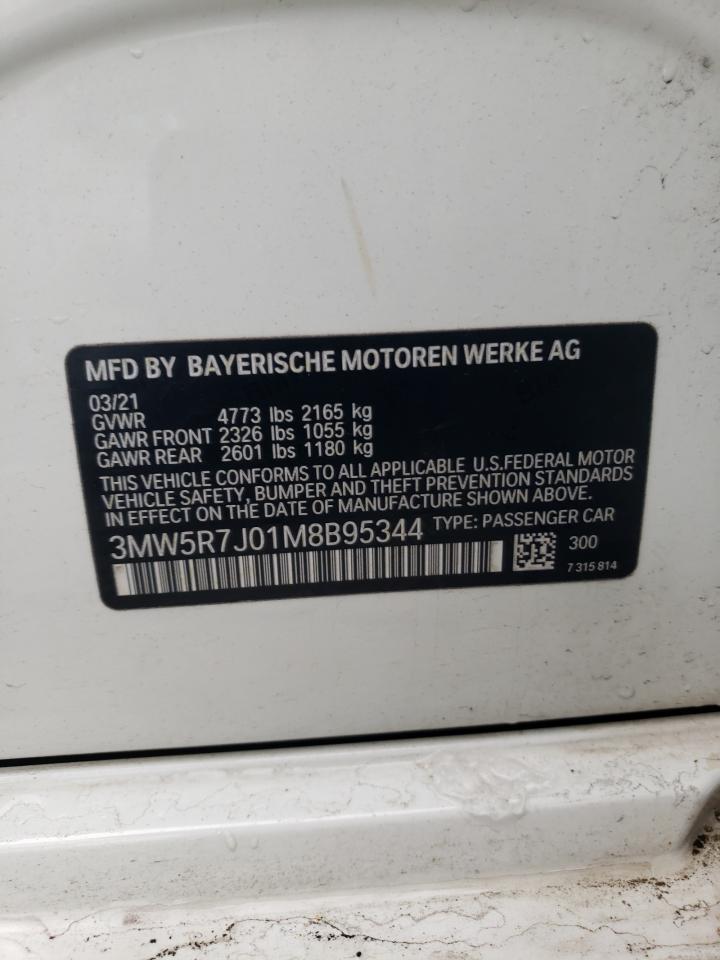 MFD BY BAYERISCHE MOTOREN WERKE AG
03/21
GVWR 4773 lbs 2165 kg
GAWR FRONT 2326 lbs 1055 kg
GAWR REAR 2601 lbs 1180 kg
THIS VEHICLE CONFORMS TO ALL APPLICABLE U.S.FEDERAL MOTOR
VEHICLE SAFETY, BUMPER AND THEFT PREVENTION STANDARDS
IN EFFECT ON THE DATE OF MANUFACTURE SHOWN ABOVE.
3MW5R7J01M8B95344 TYPE: PASSENGER CAR
300
7 315 814